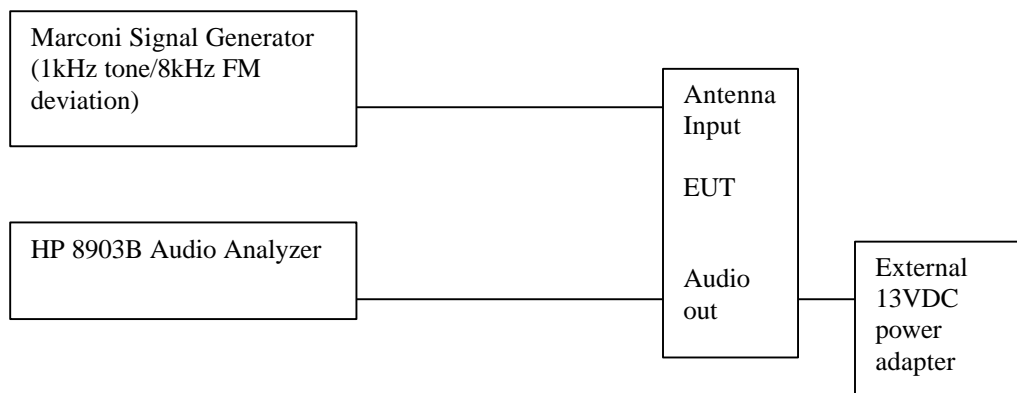 Marconi Signal Generator
(1kHz tone/8kHz FM
deviation)
Antenna
Input
EUT
HP 8903B Audio Analyzer
Audio
out
External
13VDC
power
adapter